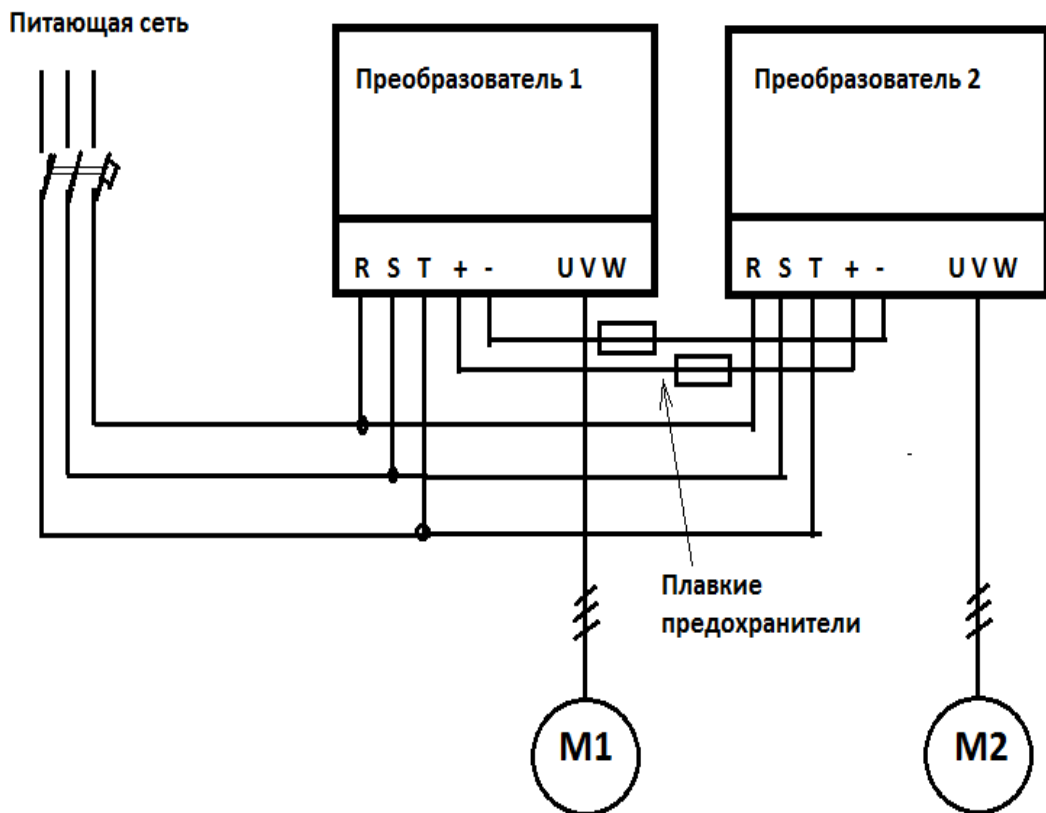 Питающая сеть
Преобразователь 1
Преобразователь 2
R S T + - U V W
R S T + - U V W
Плавкие
предохранители
M1
M2